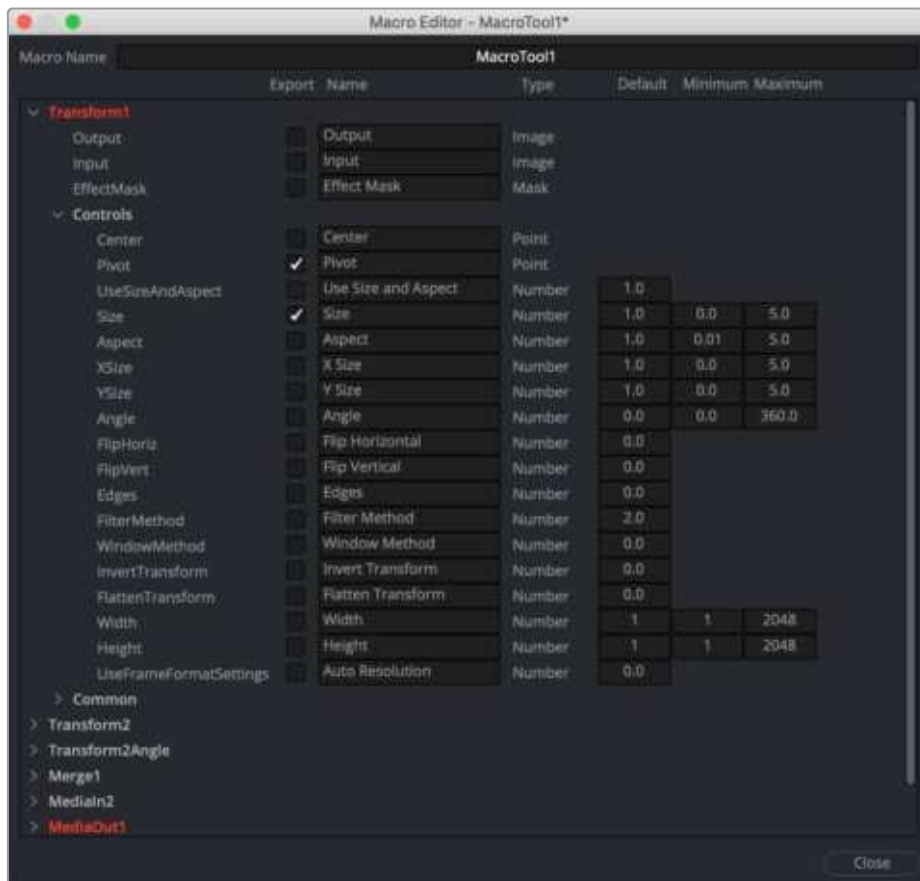 Macro Editor - MacroTool1*
Macro Name MacroTool1
Export Name Type Default Minimum Maximum
Transform1
Output Output Image
Input Input Image
EffectMask Effect Mask Mask
Controls
Center Center Point
Pivot Pivot Point
UseSizeAndAspect Use Size and Aspect Number 1.0
Size Size Number 1.0 0.0 5.0
Aspect Aspect Number 1.0 0.01 5.0
XSize X Size Number 1.0 0.0 5.0
YSize Y Size Number 1.0 0.0 5.0
Angle Angle Number 0.0 0.0 360.0
FlipHoriz Flip Horizontal Number 0.0
FlipVert Flip Vertical Number 0.0
Edges Edges Number 0.0
FilterMethod Filter Method Number 2.0
WindowMethod Window Method Number 0.0
InvertTransform Invert Transform Number 0.0
FlattenTransform Flatten Transform Number 0.0
Width Width Number 1 1 2048
Height Height Number 1 1 2048
UseFrameFormatSettings Auto Resolution Number 0.0
Common
Transform2
Transform2Angle
Merge1
MediaIn2
MediaOut1
Close